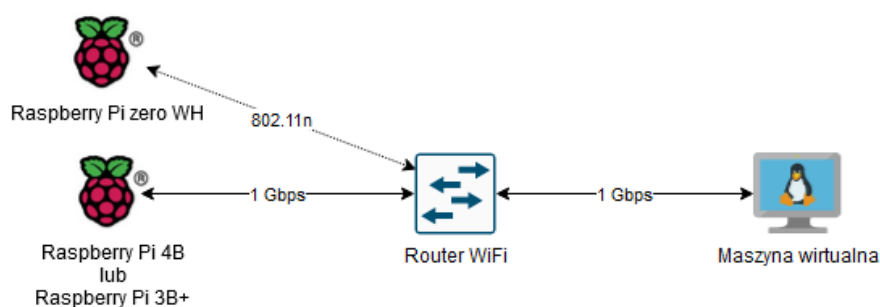 ®
Raspberry Pi zero WH
802.11n
®
1 Gbps
1 Gbps
Raspberry Pi 4B
lub
Raspberry Pi 3B+
Router WiFi
Maszyna wirtualna